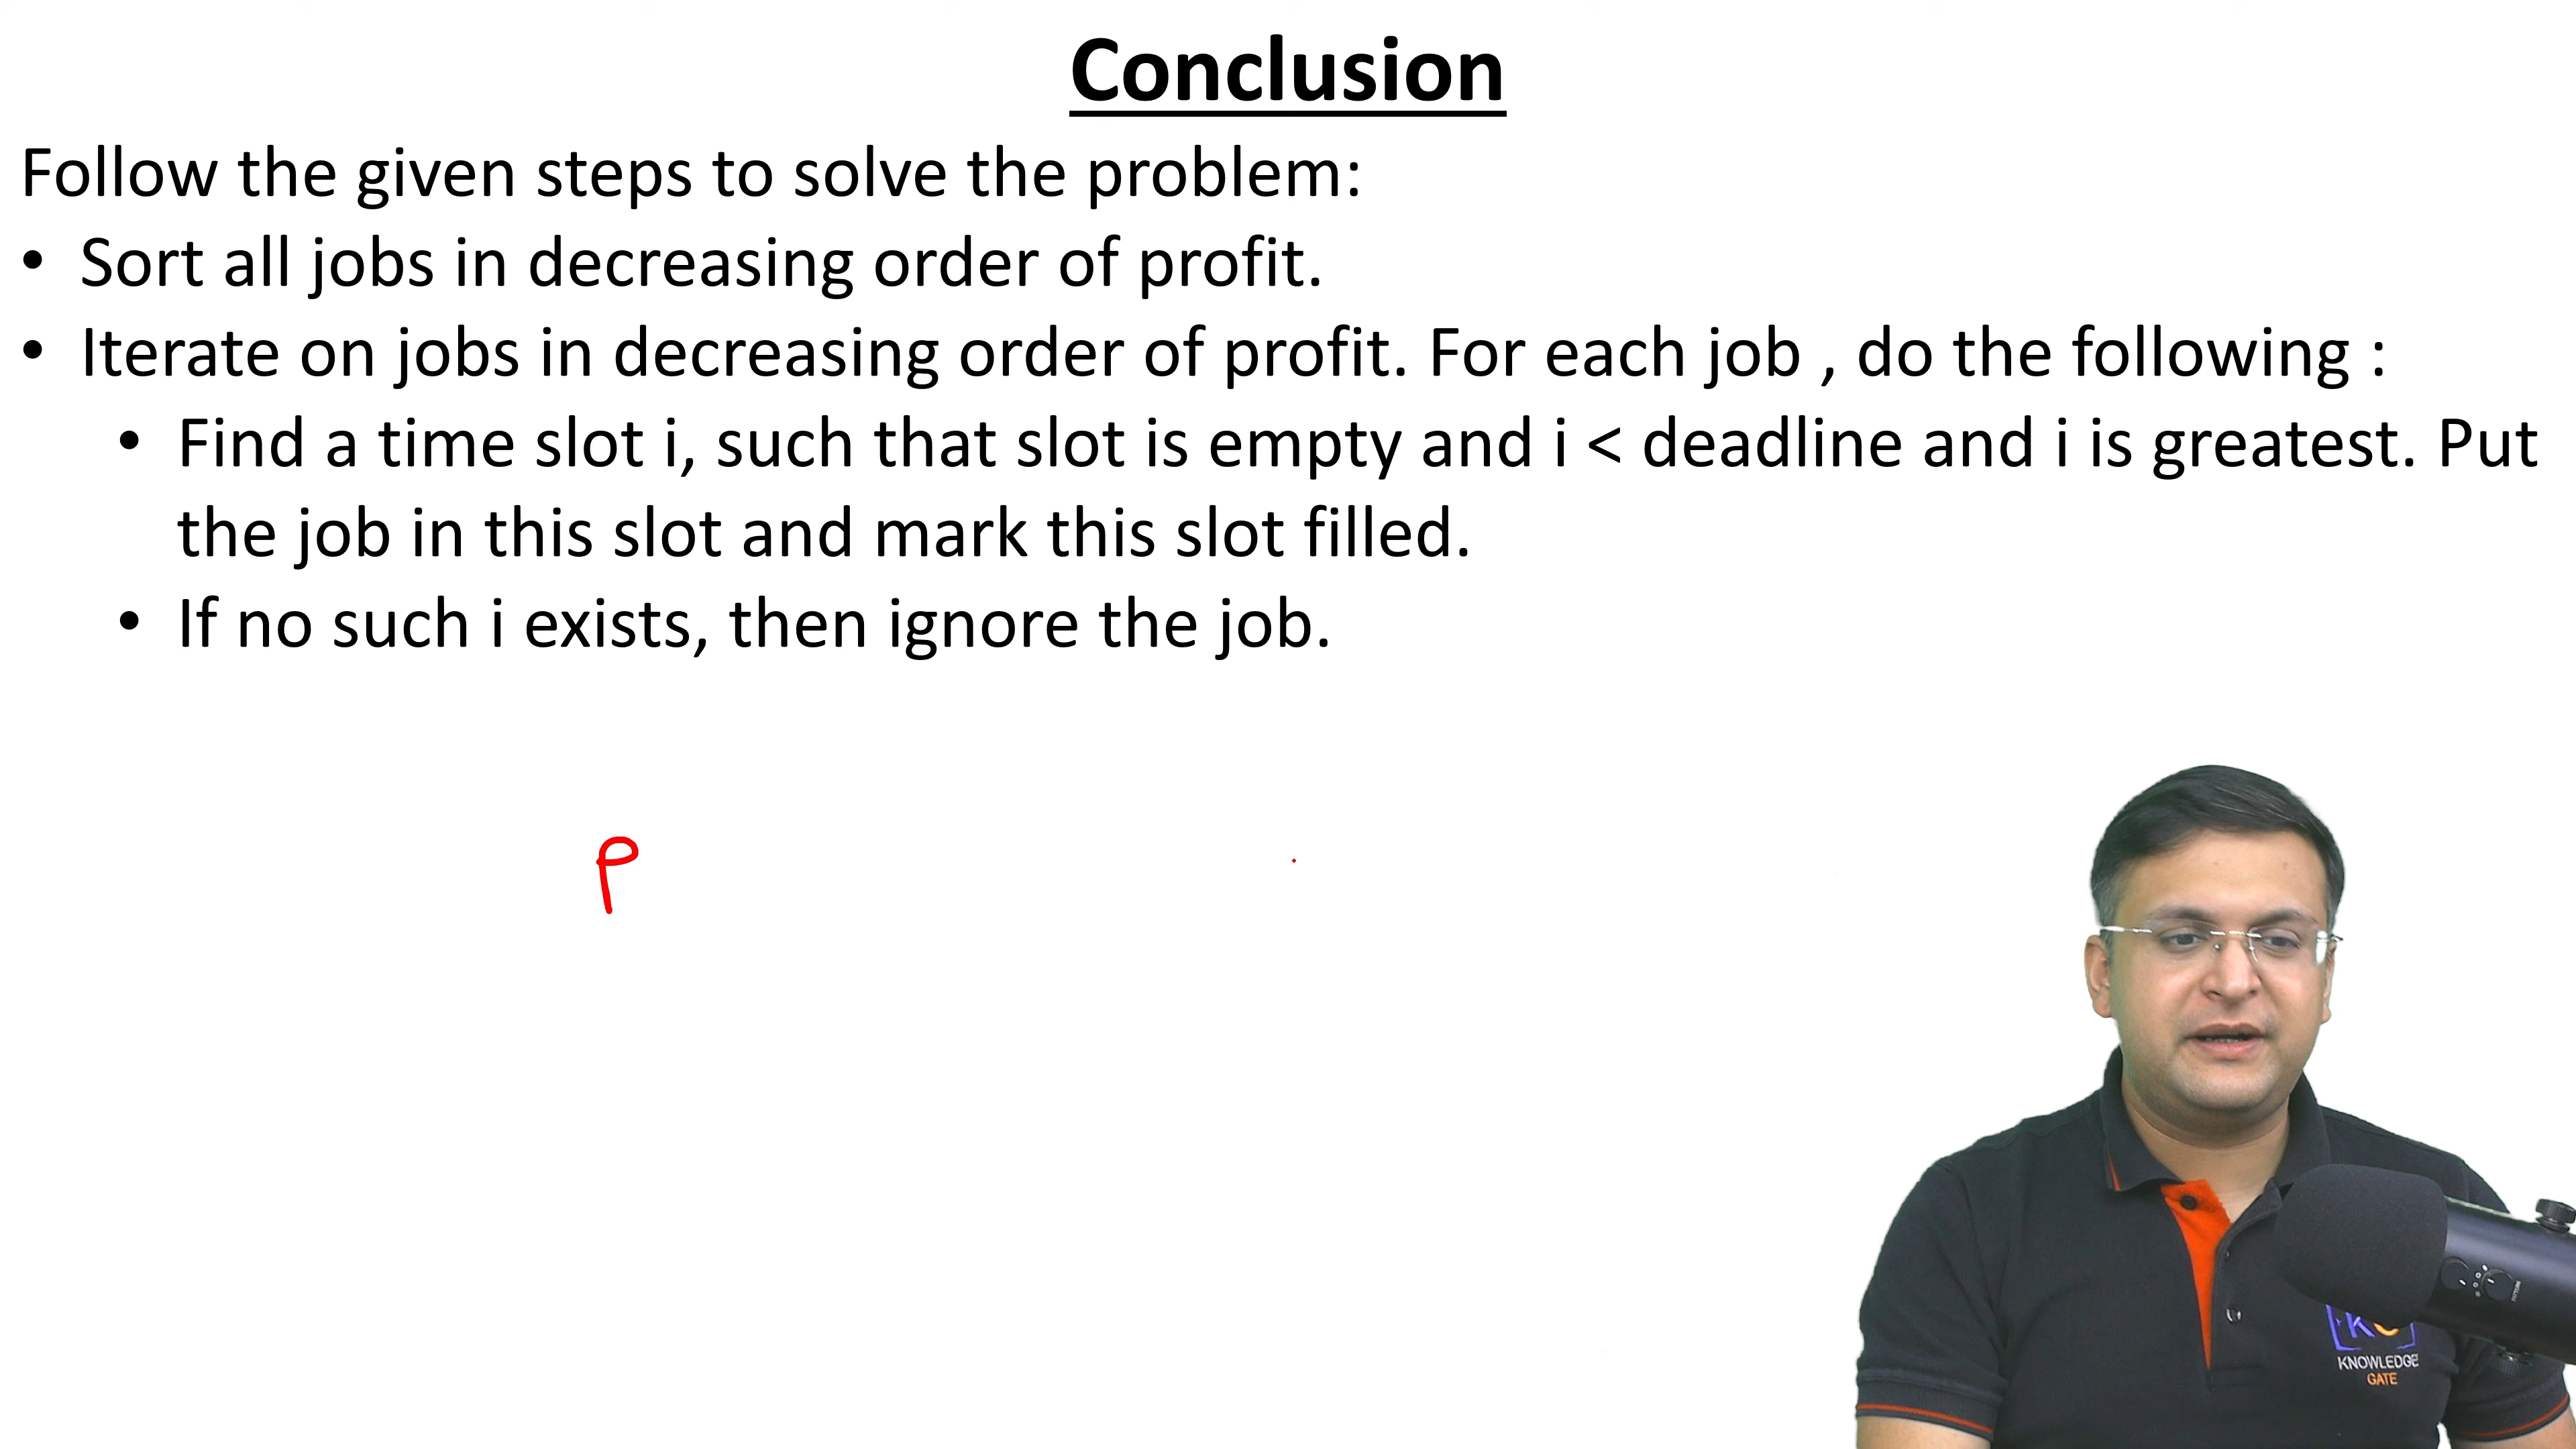 Conclusion
Follow the given steps to solve the problem:
• Sort all jobs in decreasing order of profit.
• Iterate on jobs in decreasing order of profit. For each job , do the following :
• Find a time slot i, such that slot is empty and i < deadline and i is greatest. Put
the job in this slot and mark this slot filled.
• If no such i exists, then ignore the job.
P
KNOWLEDGE
GATE